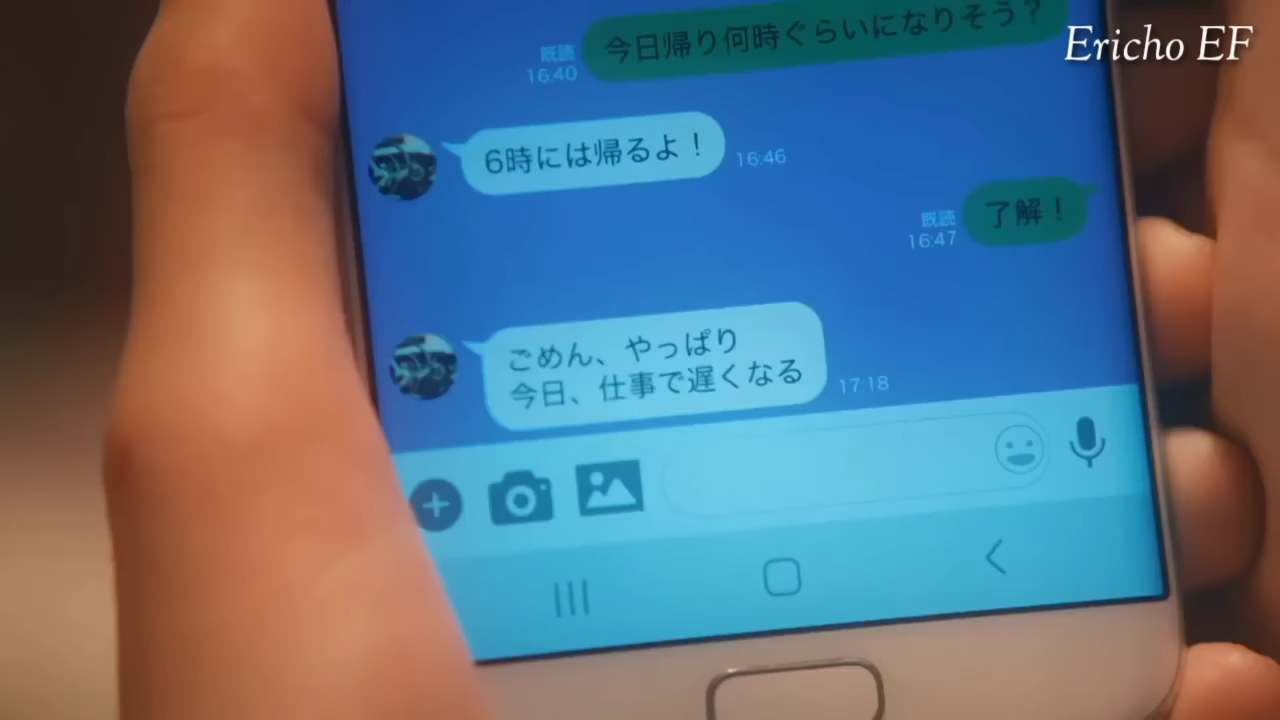 Ericho EF
今日帰り何時ぐらいになりそう？
既読
16:40
6時には帰るよ！
16:46
了解！
既読
16:47
ごめん、やっぱり
今日、仕事で遅くなる
17:18